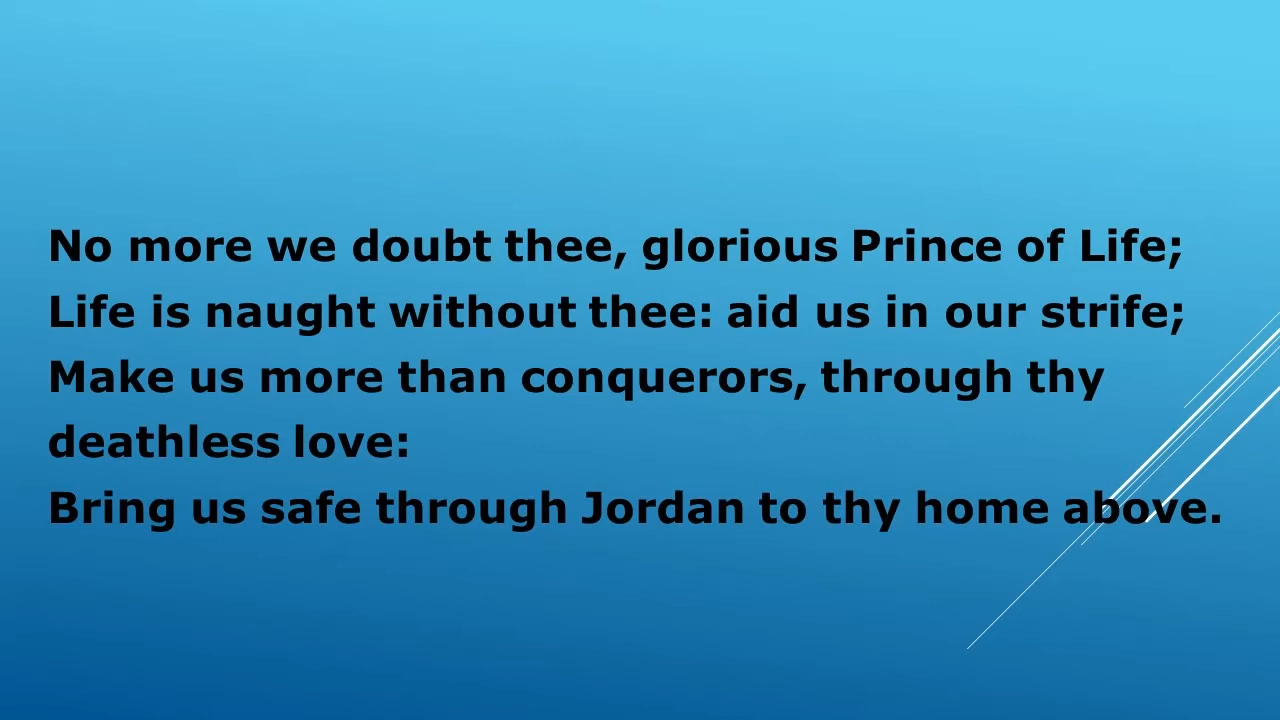 No more we doubt thee, glorious Prince of Life;
Life is naught without thee: aid us in our strife;
Make us more than conquerors, through thy
deathless love:
Bring us safe through Jordan to thy home above.